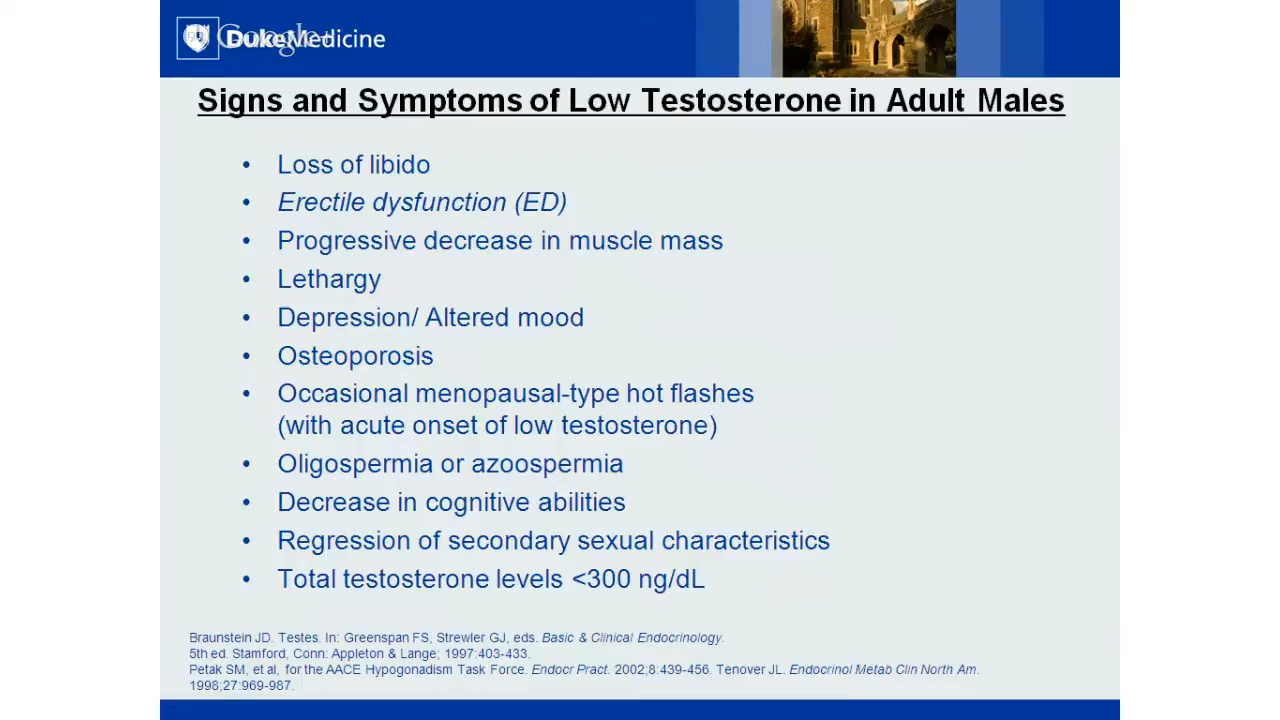 Google+
DukeMedicine
Signs and Symptoms of Low Testosterone in Adult Males
• Loss of libido
• Erectile dysfunction (ED)
• Progressive decrease in muscle mass
• Lethargy
• Depression/ Altered mood
• Osteoporosis
• Occasional menopausal-type hot flashes
(with acute onset of low testosterone)
• Oligospermia or azoospermia
• Decrease in cognitive abilities
• Regression of secondary sexual characteristics
• Total testosterone levels <300 ng/dL
Braunstein JD. Testes. In: Greenspan FS, Strewler GJ, eds. Basic & Clinical Endocrinology.
5th ed. Stamford, Conn: Appleton & Lange; 1997:403-433.
Petak SM, et al, for the AACE Hypogonadism Task Force. Endocr Pract. 2002;8:439-456. Tenover JL. Endocrinol Metab Clin North Am.
1998;27:969-987.